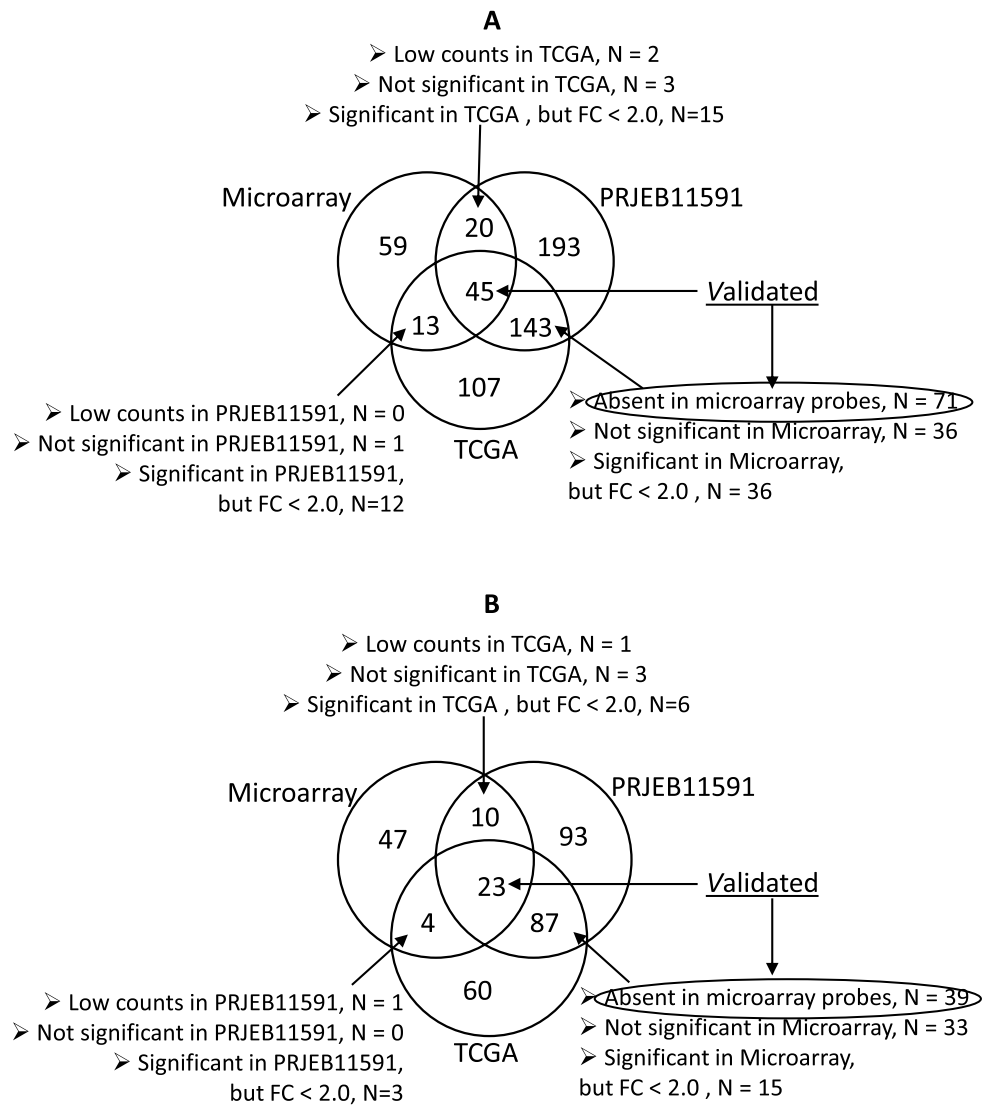 A
➢ Low counts in TCGA, N = 2
➢ Not significant in TCGA, N = 3
➢ Significant in TCGA , but FC < 2.0, N=15
Microarray
PRJEB11591
20
59
193
45
Validated
13
143
107
➢ Absent in microarray probes, N = 71
➢ Low counts in PRJEB11591, N = 0
➢ Not significant in Microarray, N = 36
➢ Not significant in PRJEB11591, N = 1
TCGA
➢ Significant in Microarray,
but FC < 2.0 , N = 36
➢ Significant in PRJEB11591,
but FC < 2.0, N=12
B
➢ Low counts in TCGA, N = 1
➢ Not significant in TCGA, N = 3
➢ Significant in TCGA , but FC < 2.0, N=6
Microarray
PRJEB11591
10
47
93
23
Validated
4
87
60
➢ Absent in microarray probes, N = 39
➢ Low counts in PRJEB11591, N = 1
➢ Not significant in Microarray, N = 33
➢ Not significant in PRJEB11591, N = 0
TCGA
➢ Significant in Microarray,
but FC < 2.0 , N = 15
➢ Significant in PRJEB11591,
but FC < 2.0, N=3